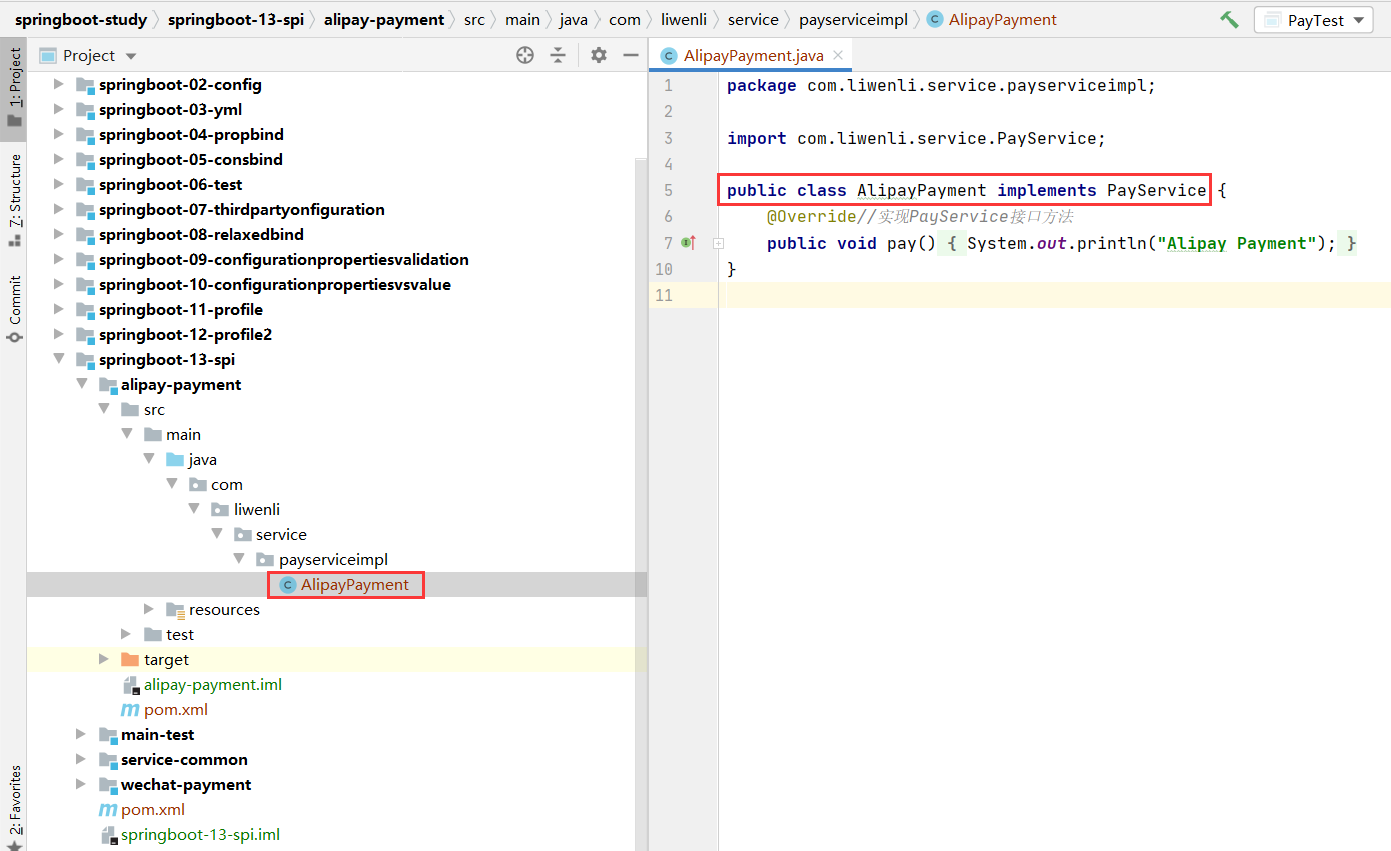 springboot-study springboot-13-spi alipay-payment src main java com liwenli service payserviceimpl AlipayPayment PayTest
1: Project
7: Structure
Commit
2: Favorites
Project
springboot-02-config
springboot-03-yml
springboot-04-propbind
springboot-05-consbind
springboot-06-test
springboot-07-thirdpartyonfiguration
springboot-08-relaxedbind
springboot-09-configurationpropertiesvalidation
springboot-10-configurationpropertiesvsvalue
springboot-11-profile
springboot-12-profile2
springboot-13-spi
alipay-payment
src
main
java
com
liwenli
service
payserviceimpl
C AlipayPayment
resources
test
target
alipay-payment.iml
m pom.xml
main-test
service-common
wechat-payment
m pom.xml
springboot-13-spi.iml
C AlipayPayment.java
1 package com.liwenli.service.payserviceimpl;
2
3 import com.liwenli.service.PayService;
4
5 public class AlipayPayment implements PayService {
6 @Override//实现PayService接口方法
7 public void pay() { System.out.println("Alipay Payment"); }
10 }
11